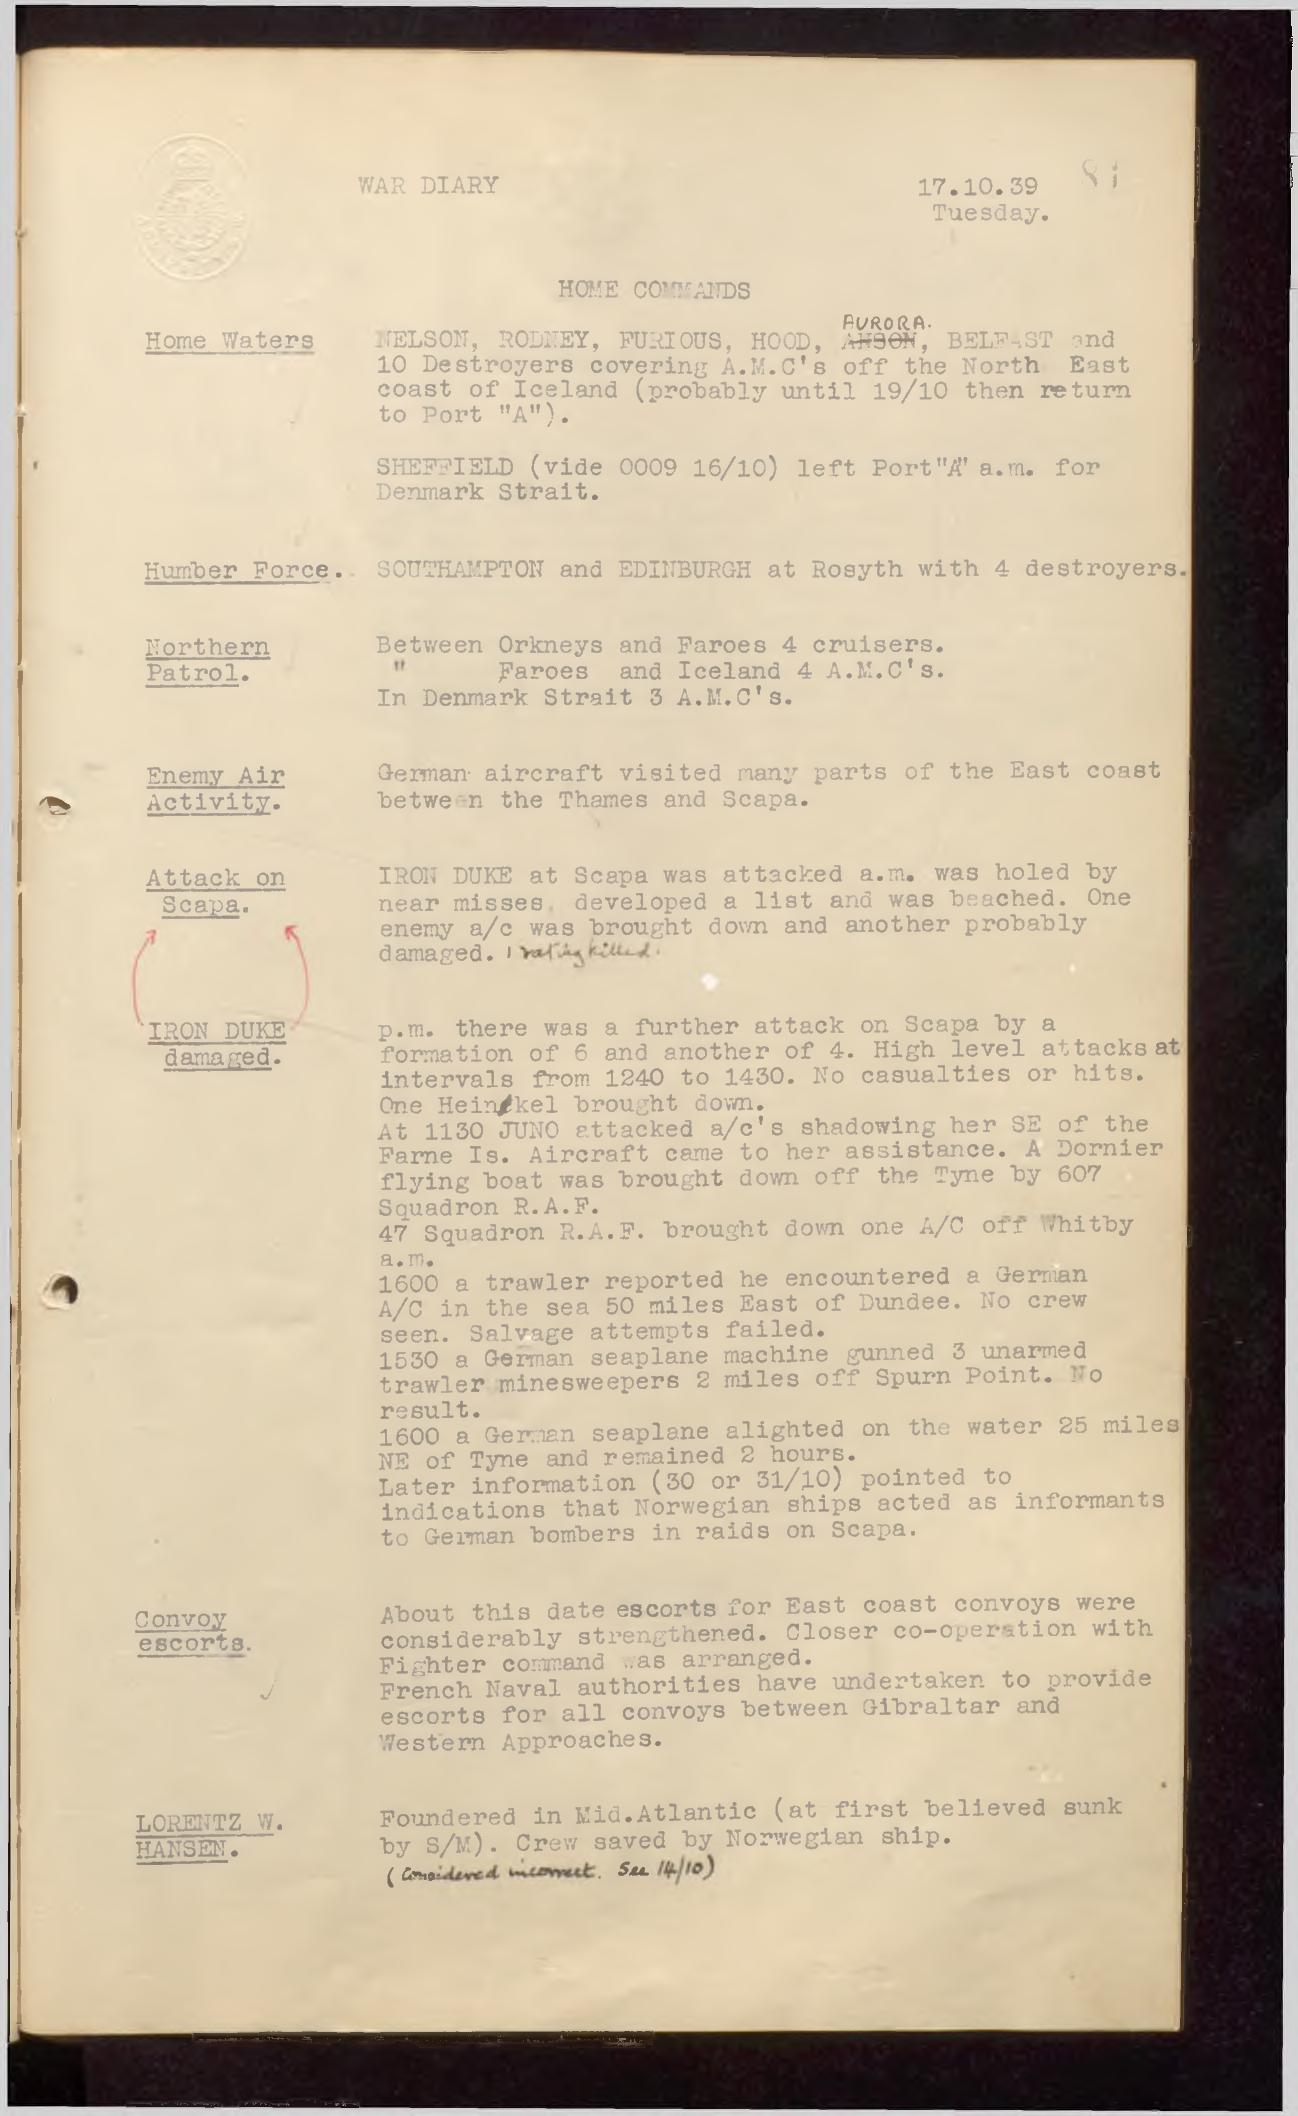 WAR DIARY
17.10.39
Tuesday.
HOME COMMANDS
Home Waters
AURORA.
NELSON, RODNEY, FURIOUS, HOOD, ANSON, BELFAST and
10 Destroyers covering A.M.C's off the North East
coast of Iceland (probably until 19/10 then return
to Port "A").
SHEFFIELD (vide 0009 16/10) left Port"A" a.m. for
Denmark Strait.
Humber Force.
SOUTHAMPTON and EDINBURGH at Rosyth with 4 destroyers.
Northern
Patrol.
Between Orkneys and Faroes 4 cruisers.
" Faroes and Iceland 4 A.M.C's.
In Denmark Strait 3 A.M.C's.
Enemy Air
Activity.
German aircraft visited many parts of the East coast
between the Thames and Scapa.
Attack on
Scapa.
IRON DUKE at Scapa was attacked a.m. was holed by
near misses, developed a list and was beached. One
enemy a/c was brought down and another probably
damaged. 1 rating killed.
IRON DUKE
damaged.
p.m. there was a further attack on Scapa by a
formation of 6 and another of 4. High level attacks at
intervals from 1240 to 1430. No casualties or hits.
One Heinkel brought down.
At 1130 JUNO attacked a/c's shadowing her SE of the
Farne Is. Aircraft came to her assistance. A Dornier
flying boat was brought down off the Tyne by 607
Squadron R.A.F.
47 Squadron R.A.F. brought down one A/C off Whitby
a.m.
1600 a trawler reported he encountered a German
A/C in the sea 50 miles East of Dundee. No crew
seen. Salvage attempts failed.
1530 a German seaplane machine gunned 3 unarmed
trawler minesweepers 2 miles off Spurn Point. No
result.
1600 a German seaplane alighted on the water 25 miles
NE of Tyne and remained 2 hours.
Later information (30 or 31/10) pointed to
indications that Norwegian ships acted as informants
to German bombers in raids on Scapa.
Convoy
escorts.
About this date escorts for East coast convoys were
considerably strengthened. Closer co-operation with
Fighter command was arranged.
French Naval authorities have undertaken to provide
escorts for all convoys between Gibraltar and
Western Approaches.
LORENTZ W.
HANSEN.
Foundered in Mid.Atlantic (at first believed sunk
by S/M). Crew saved by Norwegian ship.
(Considered incorrect. See 14/10)